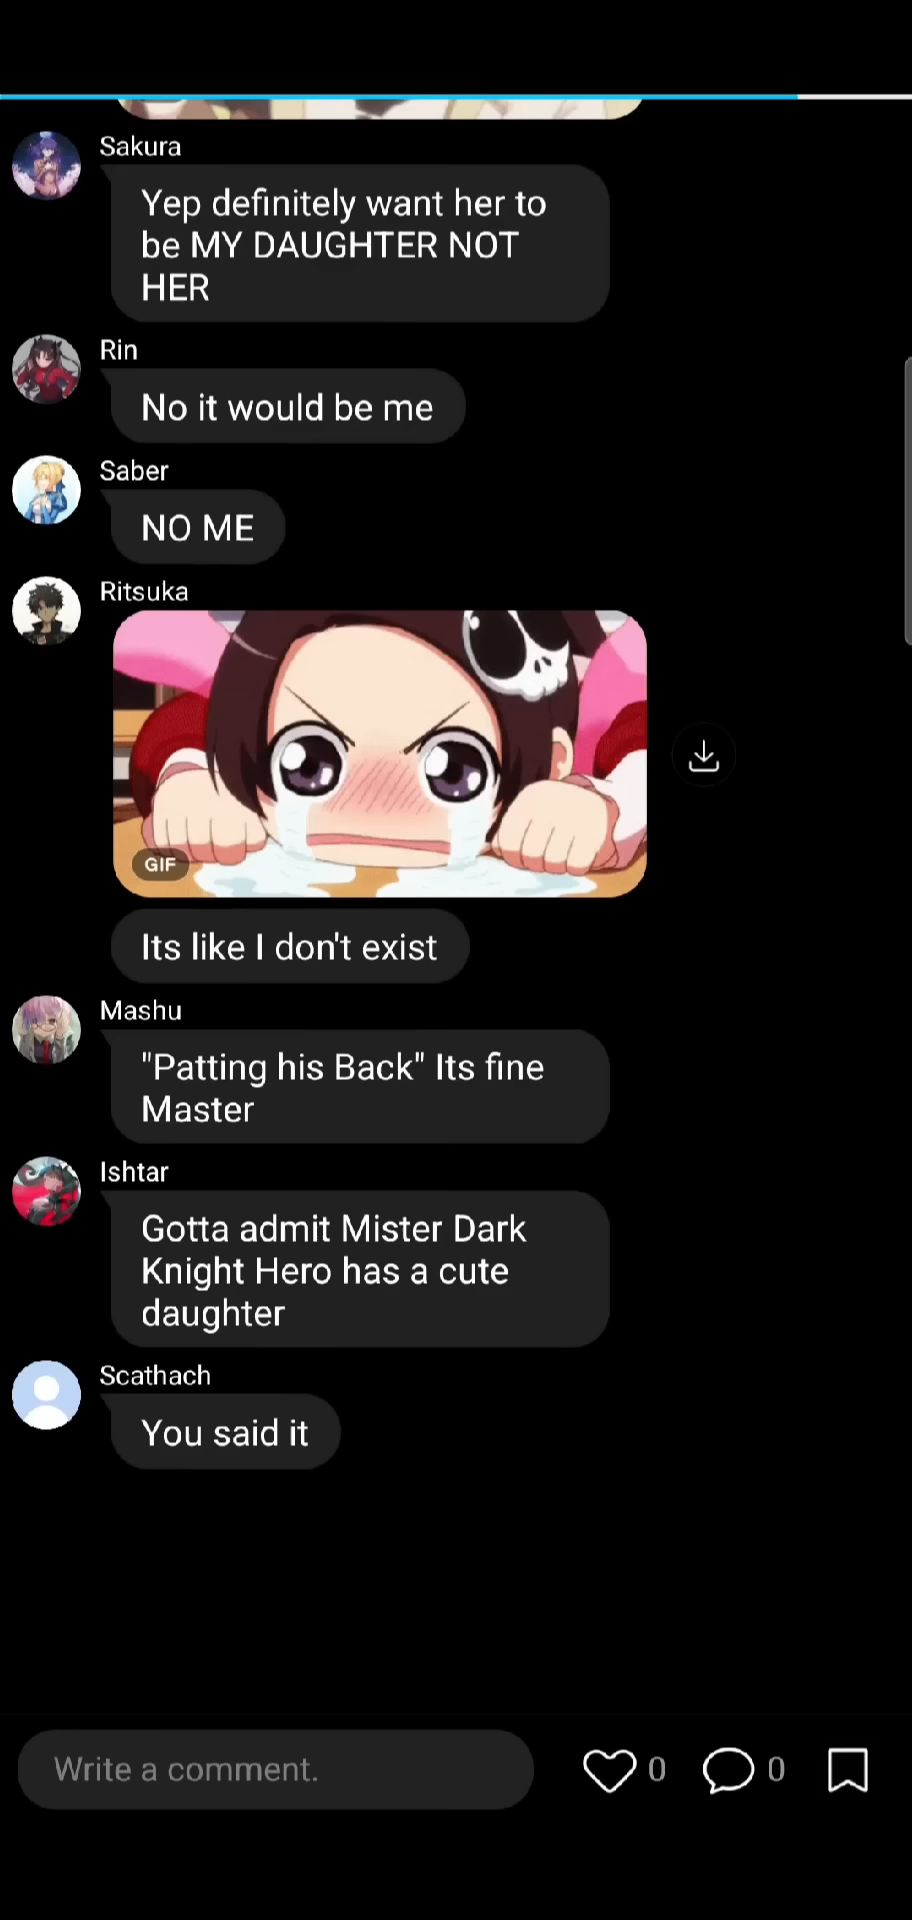 Sakura
Yep definitely want her to
be MY DAUGHTER NOT
HER
Rin
No it would be me
Saber
NO ME
Ritsuka
GIF
Its like I don't exist
Mashu
"Patting his Back" Its fine
Master
Ishtar
Gotta admit Mister Dark
Knight Hero has a cute
daughter
Scathach
You said it
Write a comment.
0
0